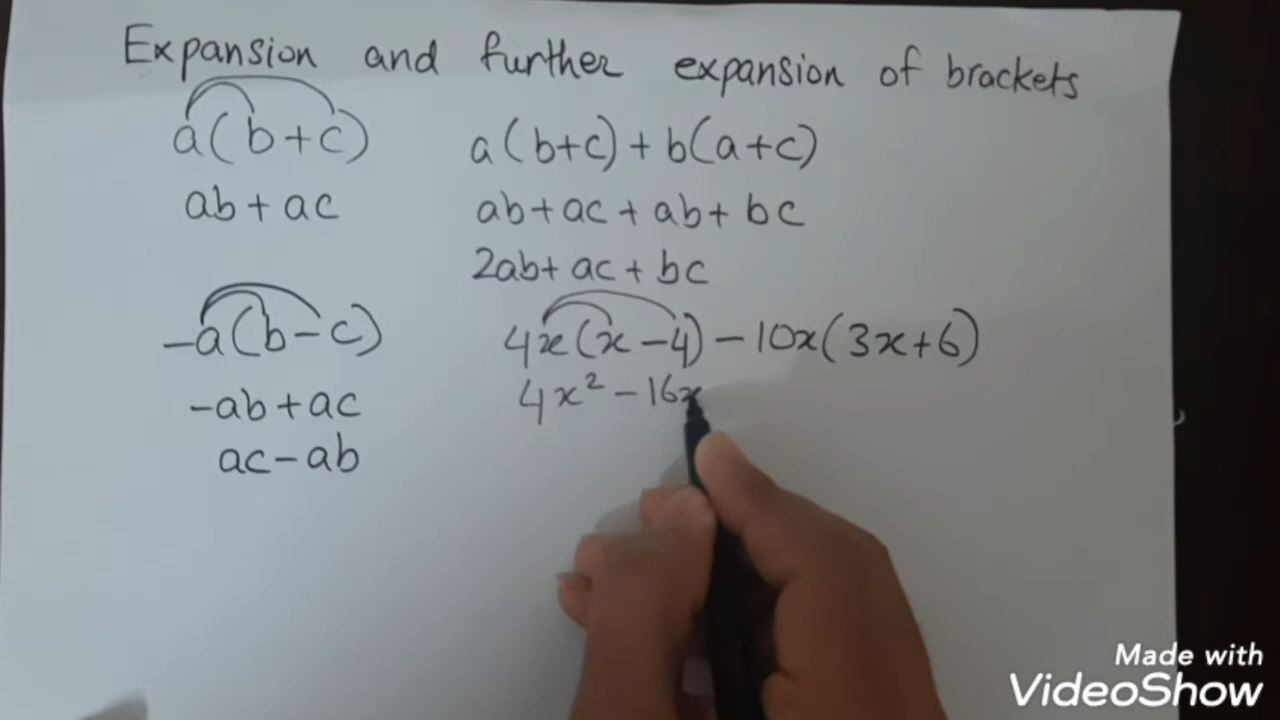 Expansion and further expansion of brackets
a(b+c)
ab+ac
-a(b-c)
-ab+ac
ac-ab
a(b+c)+b(a+c)
ab+ac+ab+bc
2ab+ac+bc
4x(x-4)-10x(3x+6)
4x²-16x
Made with
VideoShow